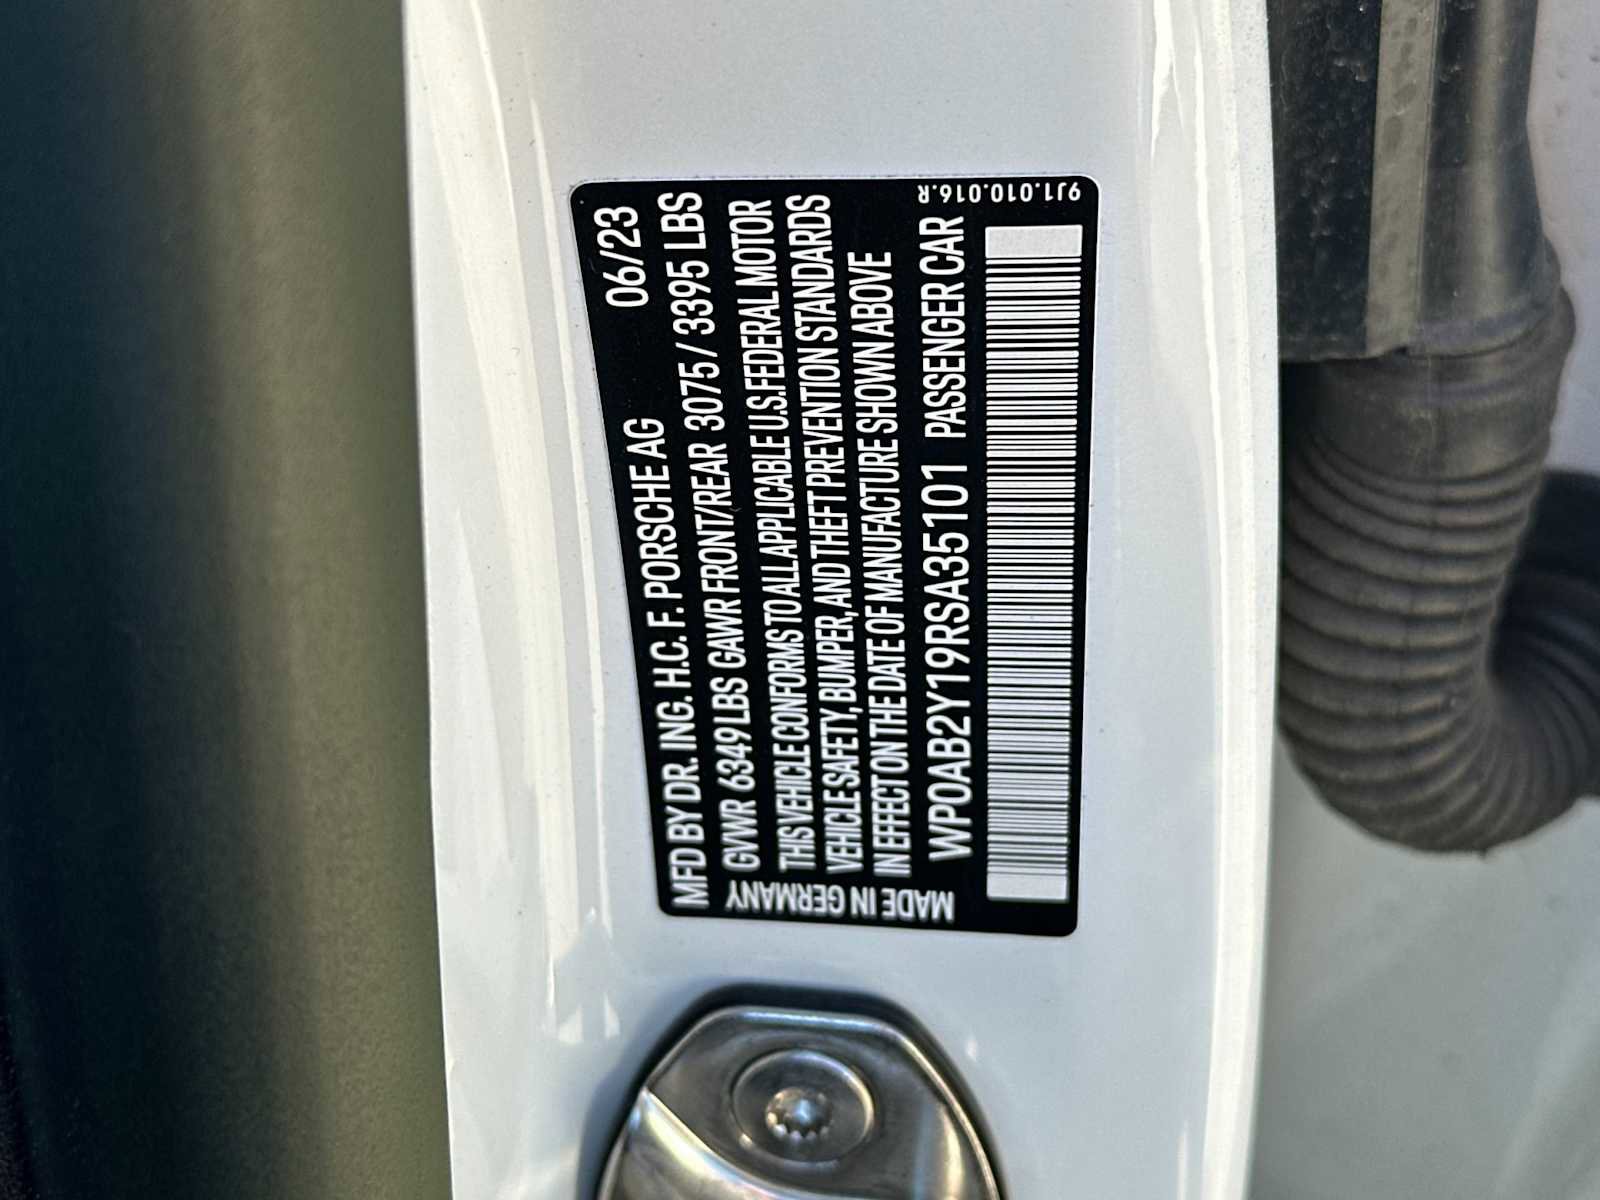 MFD BY DR. ING. H.C. F. PORSCHE AG 06/23
GVWR 6349 LBS GAWR FRONT/REAR 3075 / 3395 LBS
THIS VEHICLE CONFORMS TO ALL APPLICABLE U.S. FEDERAL MOTOR
VEHICLE SAFETY, BUMPER, AND THEFT PREVENTION STANDARDS
IN EFFECT ON THE DATE OF MANUFACTURE SHOWN ABOVE
WP0AB2Y19RSA35101 PASSENGER CAR
MADE IN GERMANY
9J1.010.016.R